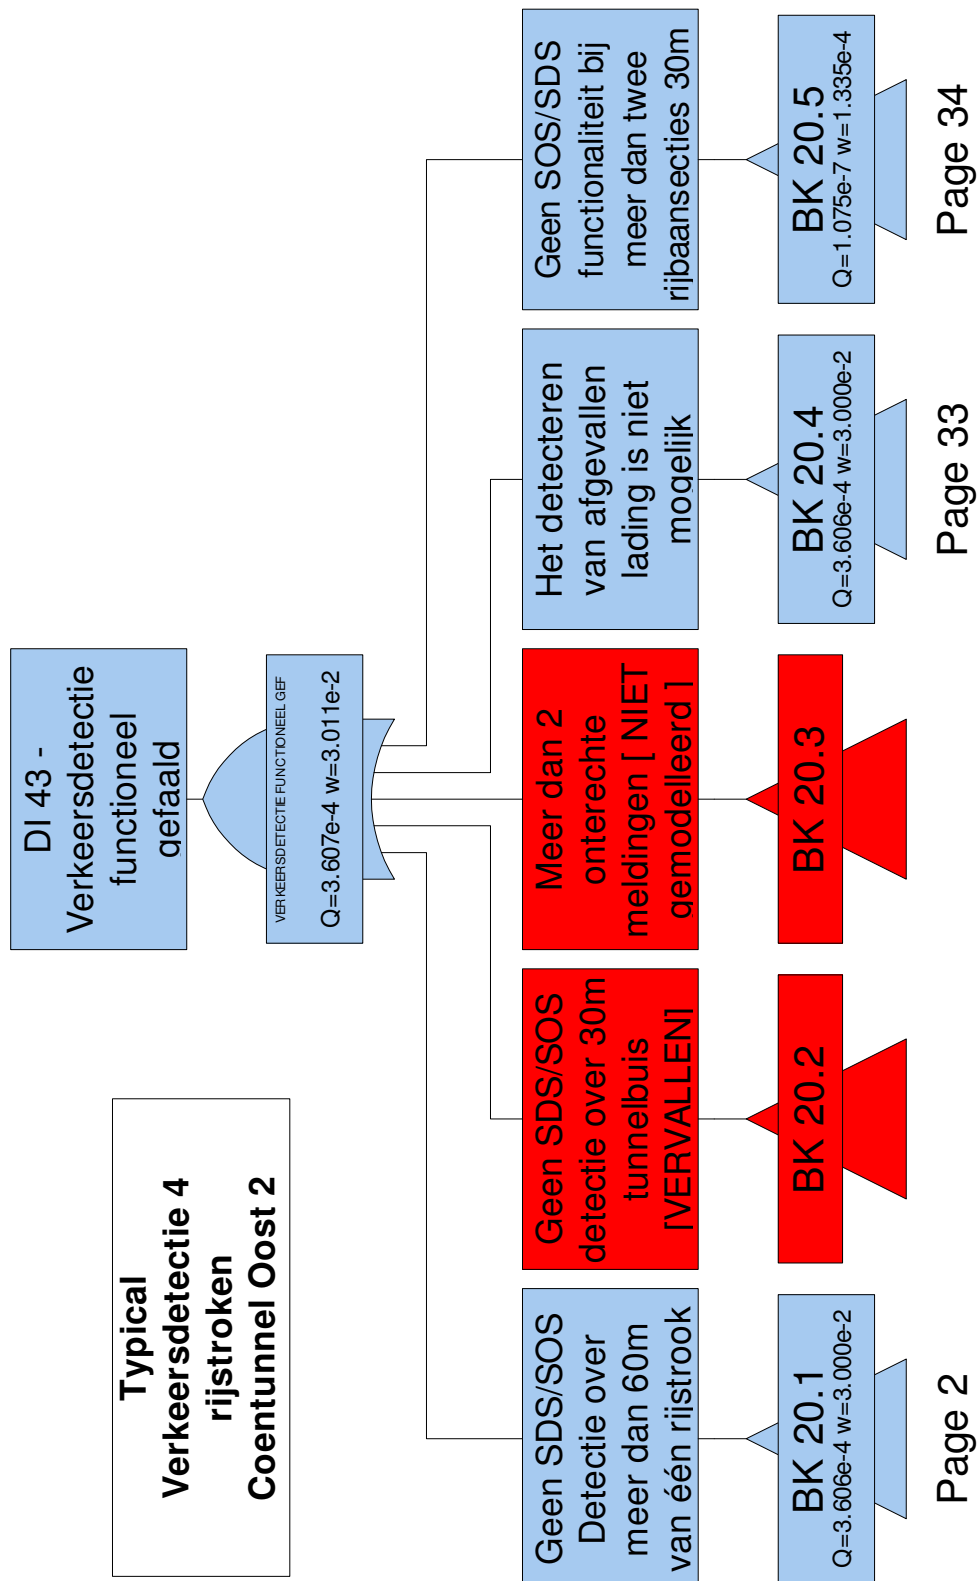 Typical
Verkeersdetectie 4
rijstroken
Coentunnel Oost 2
DI 43 -
Verkeersdetectie
functioneel
gefaald
VERKEERSDETECTIE FUNCTIONEEL GEF
Q=3.607e-4 w=3.011e-2
Geen SDS/SOS
Detectie over
meer dan 60m
van één rijstrook
BK 20.1
Q=3.606e-4 w=3.000e-2
Page 2
Geen SDS/SOS
detectie over 30m
tunnelbuis
[VERVALLEN]
BK 20.2
Meer dan 2
onterechte
meldingen [ NIET
gemodelleerd ]
BK 20.3
Het detecteren
van afgevallen
lading is niet
mogelijk
BK 20.4
Q=3.606e-4 w=3.000e-2
Page 33
Geen SOS/SDS
functionaliteit bij
meer dan twee
rijbaansecties 30m
BK 20.5
Q=1.075e-7 w=1.335e-4
Page 34